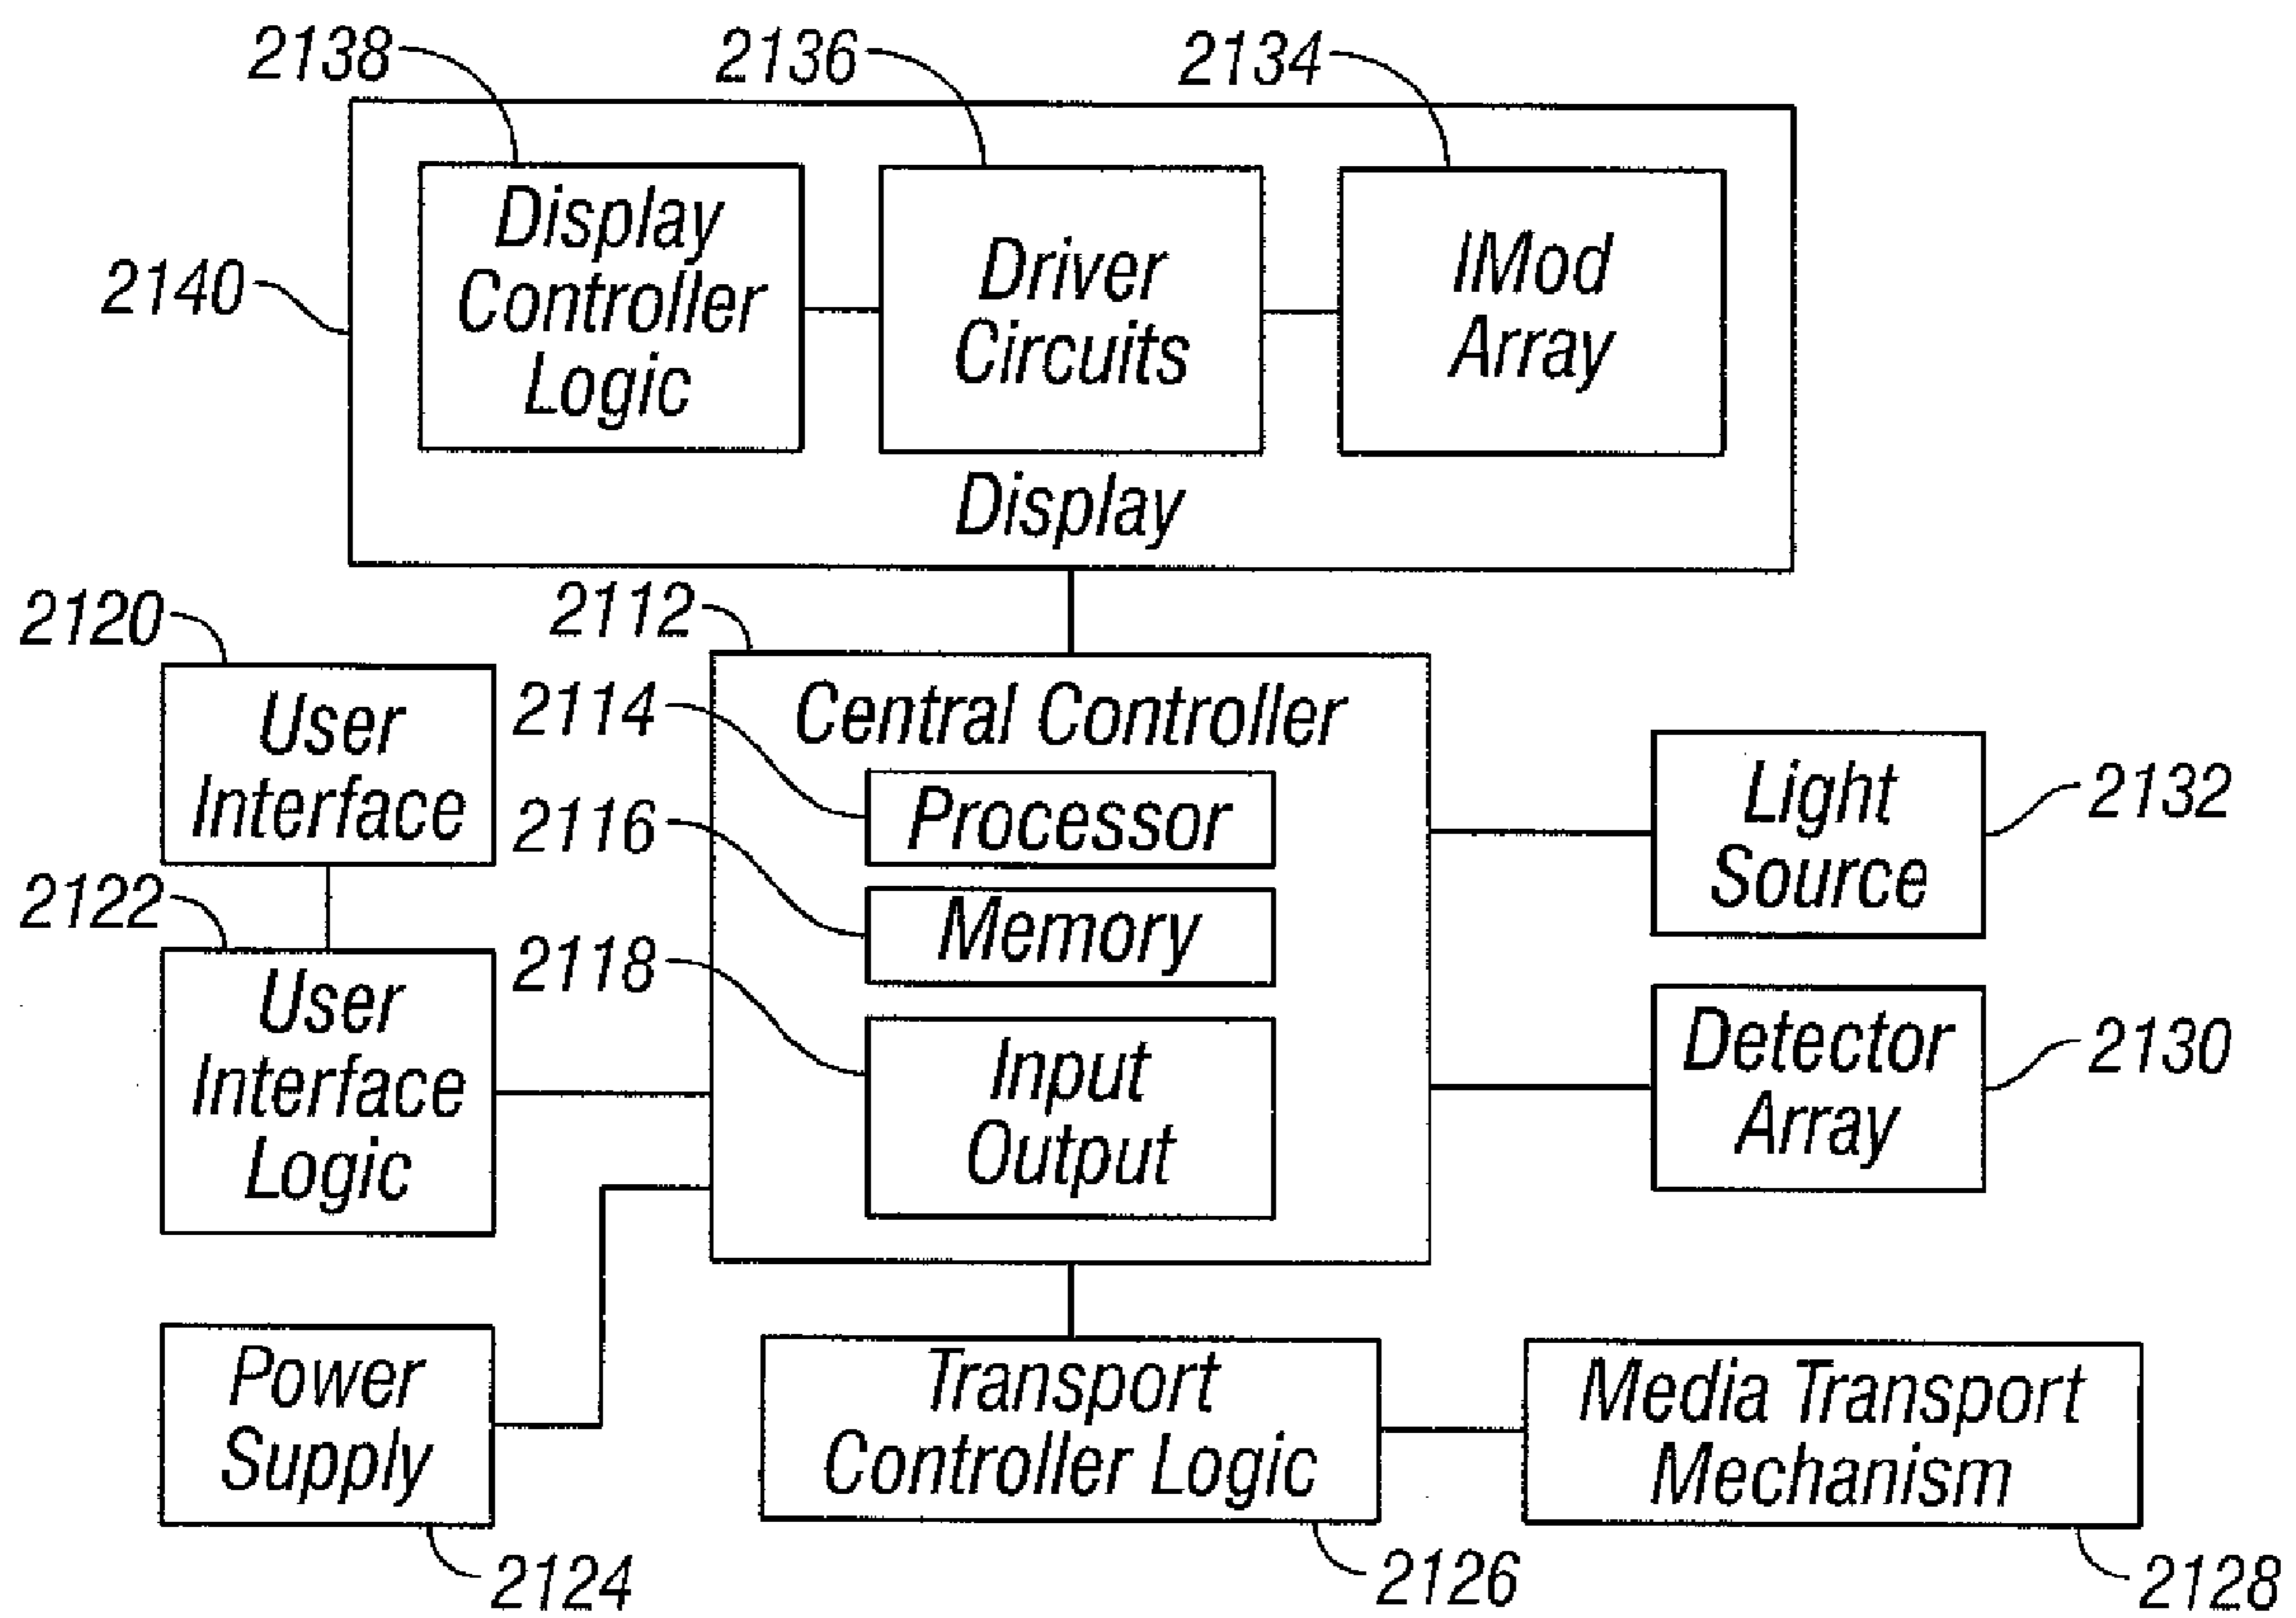 2138
2136
2134
Display
Controller
Logic
Driver
Circuits
IMod
Array
2140
Display
2120
2112
User
Interface
2114
Central Controller
Processor
2116
Memory
2118
Input
Output
Light
Source
2132
2122
User
Interface
Logic
Detector
Array
2130
Power
Supply
2124
Transport
Controller Logic
2126
Media Transport
Mechanism
2128